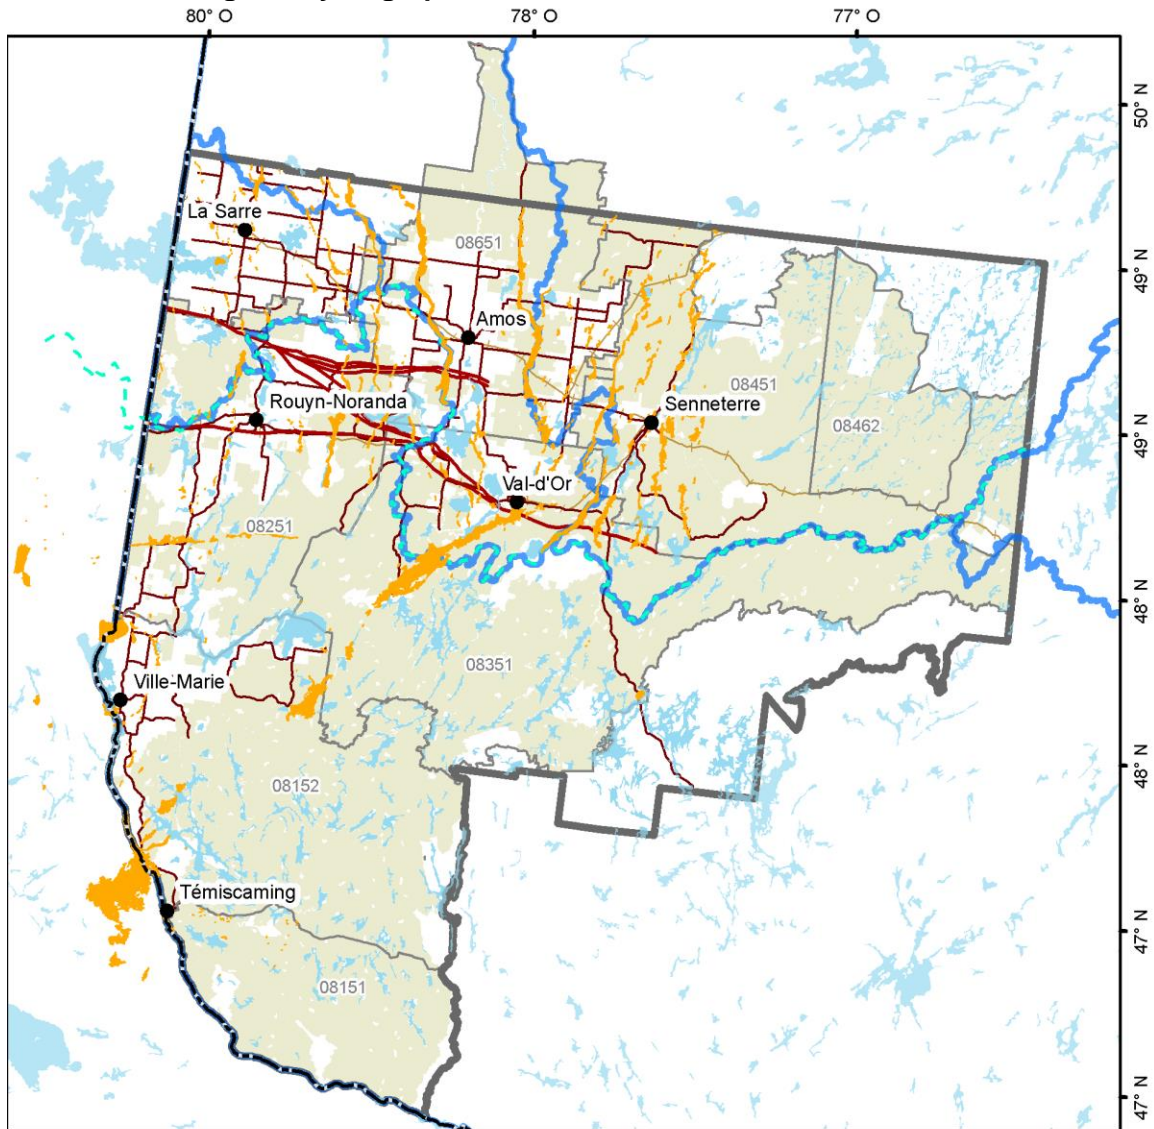 80° O
78° O
77° O
50° N
La Sarre
08651
49° N
Amos
08451
Rouyn-Noranda
Senneterre
08462
49° N
Val-d'Or
08251
48° N
08351
Ville-Marie
48° N
08152
Témiscaming
47° N
08151
47° N